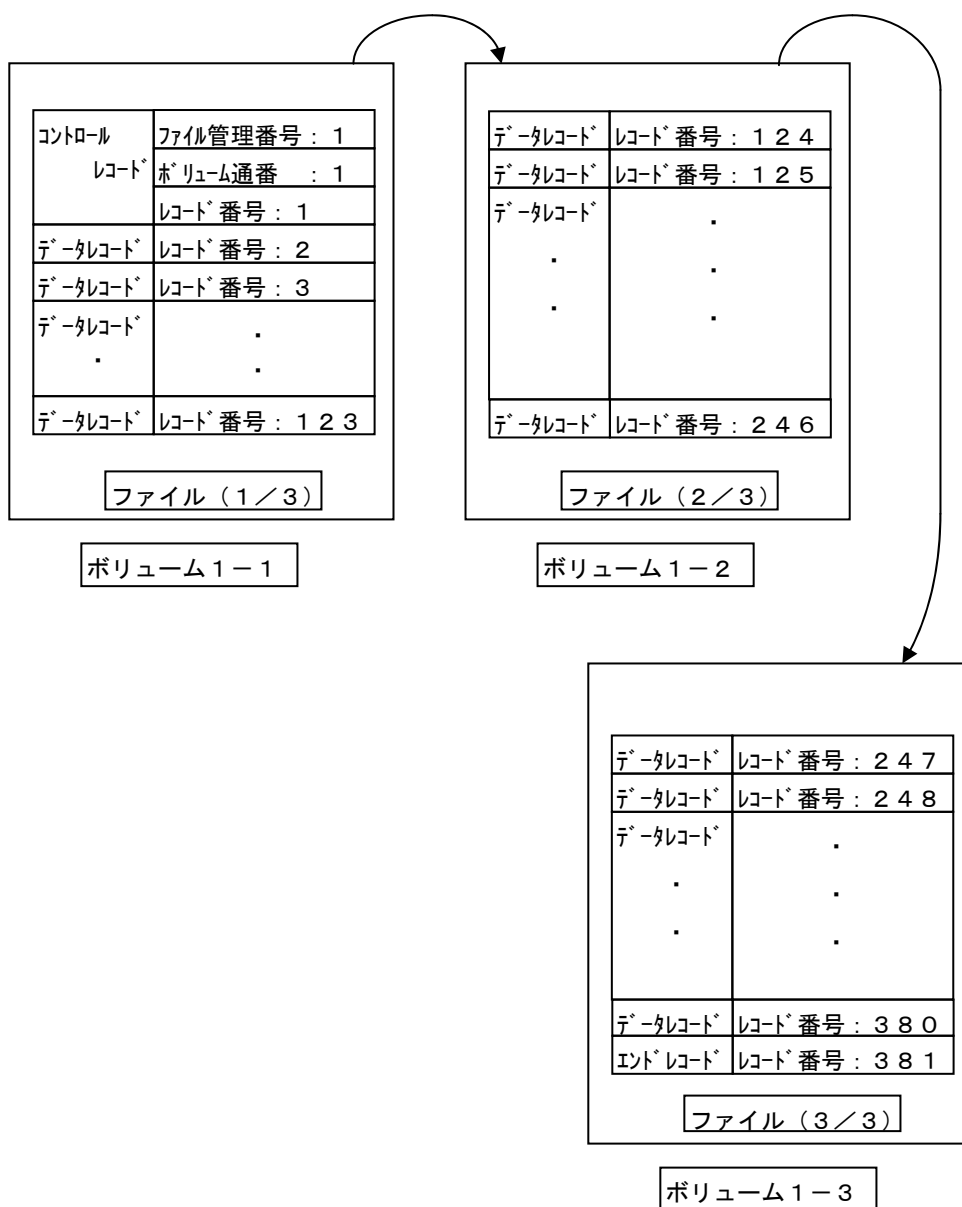 コントロール ファイル管理番号：1
レコード ボリューム通番 ：1
レコード番号：1
データレコード レコード番号：2
データレコード レコード番号：3
データレコード ・
・ ・
データレコード レコード番号：１２３
ファイル（１／３）
ボリューム１－１
データレコード レコード番号：１２４
データレコード レコード番号：１２５
データレコード ・
・ ・
・ ・
データレコード レコード番号：２４６
ファイル（２／３）
ボリューム１－２
データレコード レコード番号：２４７
データレコード レコード番号：２４８
データレコード ・
・ ・
・ ・
データレコード レコード番号：３８０
エンドレコード レコード番号：３８１
ファイル（３／３）
ボリューム１－３